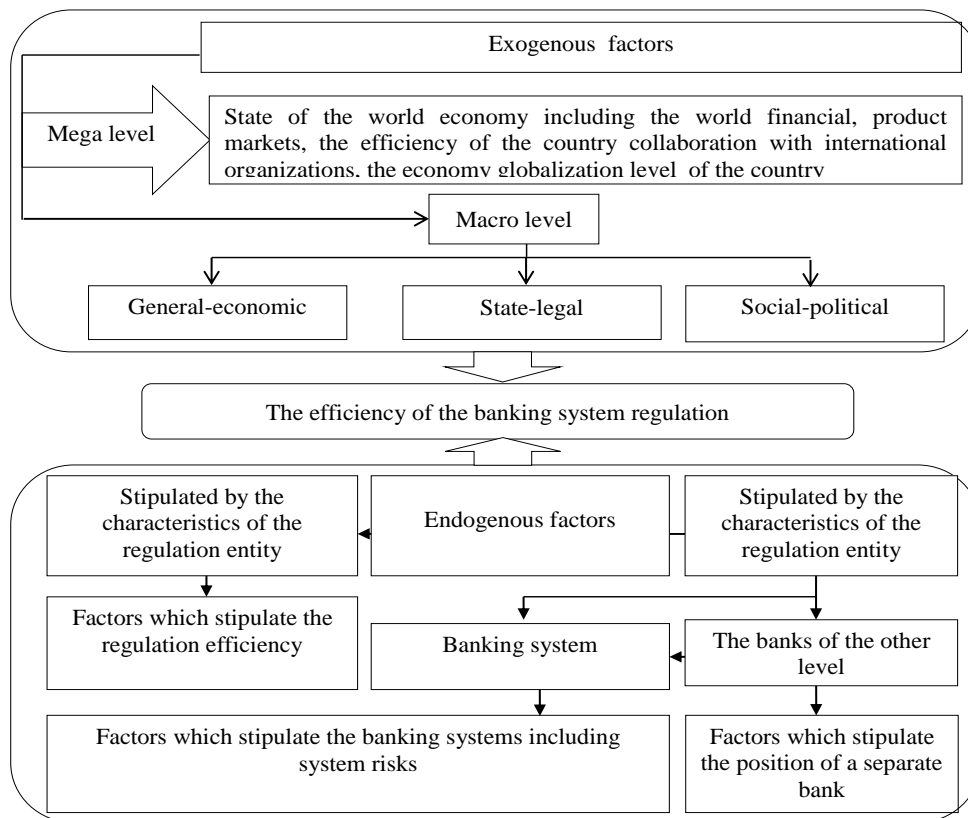 Exogenous factors
Mega level
State of the world economy including the world financial, product
markets, the efficiency of the country collaboration with international
organizations, the economy globalization level of the country
Macro level
General-economic
State-legal
Social-political
The efficiency of the banking system regulation
Stipulated by the
characteristics of the
regulation entity
Endogenous factors
Stipulated by the
characteristics of the
regulation entity
Factors which stipulate the
regulation efficiency
Banking system
The banks of the other
level
Factors which stipulate the banking systems including
system risks
Factors which stipulate
the position of a separate
bank